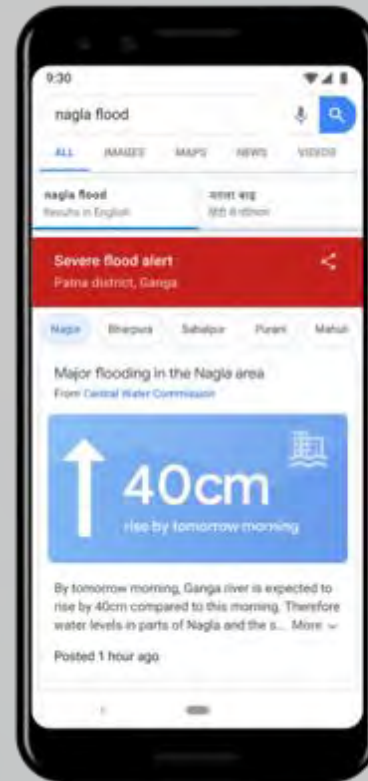 9:30
nagla flood
ALL IMAGES MAPS NEWS VIDEOS
nagla flood
Results in English
नगला बाढ़
हिंदी में परिणाम
Severe flood alert
Patna district, Ganga
Nagla Bharpura Sabalpur Purani Mahuli
Major flooding in the Nagla area
From Central Water Commission
40cm
rise by tomorrow morning
By tomorrow morning, Ganga river is expected to
rise by 40cm compared to this morning. Therefore
water levels in parts of Nagla and the s... More
Posted 1 hour ago